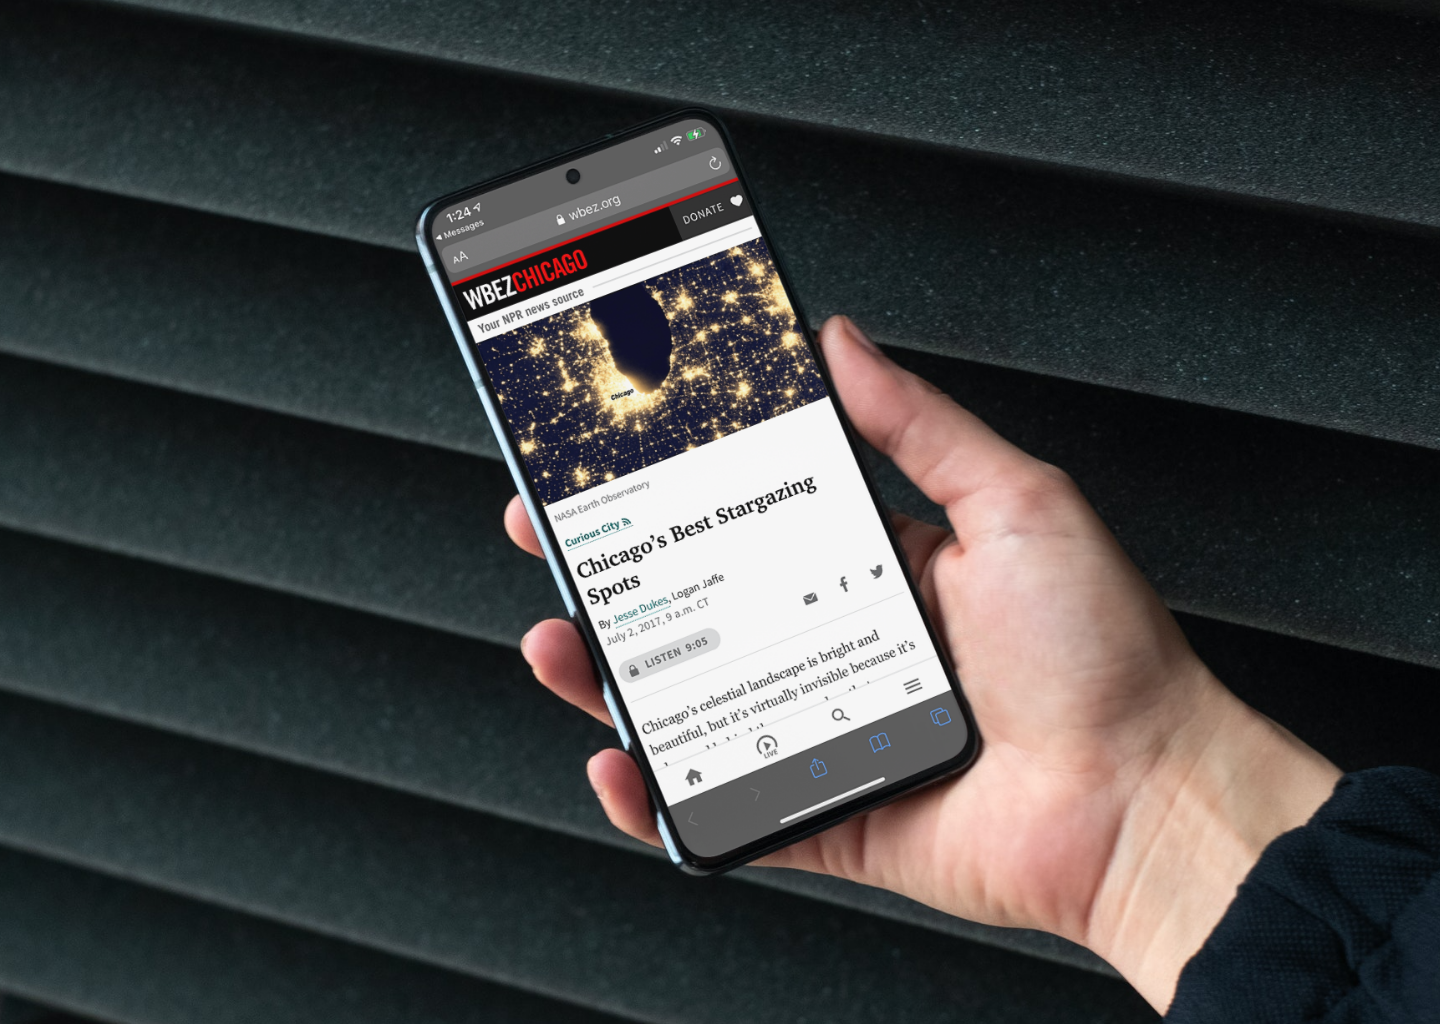 1:24
Messages
AA
wbez.org
DONATE
WBEZCHICAGO
Your NPR news source
Chicago
NASA Earth Observatory
Curious City
Chicago's Best Stargazing
Spots
By Jesse Dukes, Logan Jaffe
July 2, 2017, 9 a.m. CT
LISTEN 9:05
Chicago's celestial landscape is bright and
beautiful, but it's virtually invisible because it's
LIVE